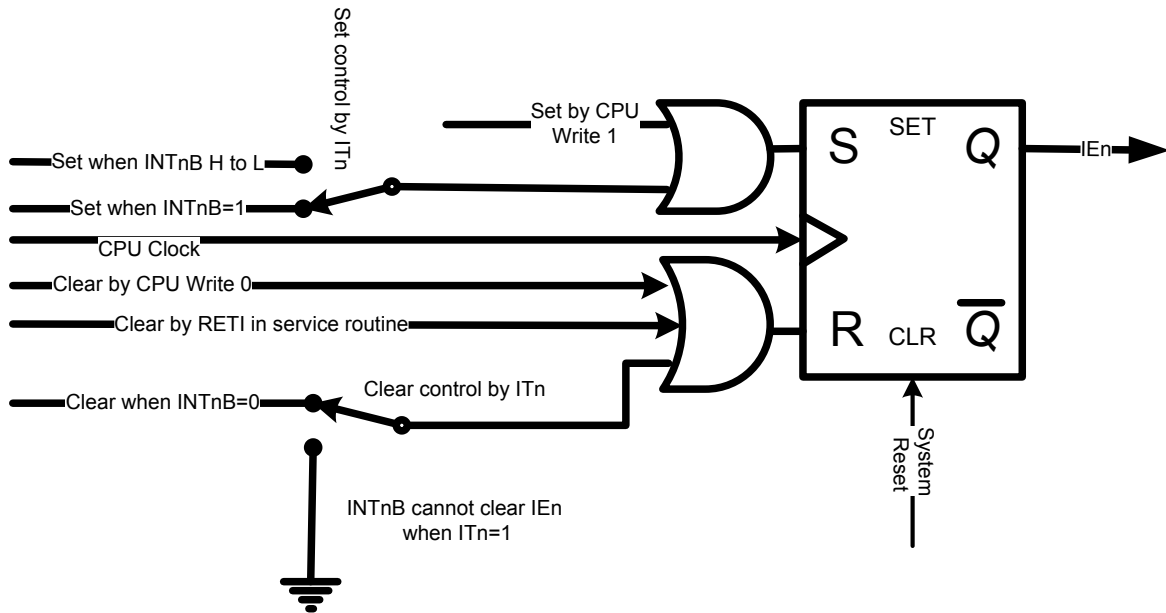 Set control by ITn
Set by CPU
Write 1
Set when INTnB H to L
Set when INTnB=1
CPU Clock
Clear by CPU Write 0
Clear by RETI in service routine
Clear when INTnB=0
Clear control by ITn
INTnB cannot clear IEn
when ITn=1
S
SET
Q
R
CLR
Q
IEn
System
Reset